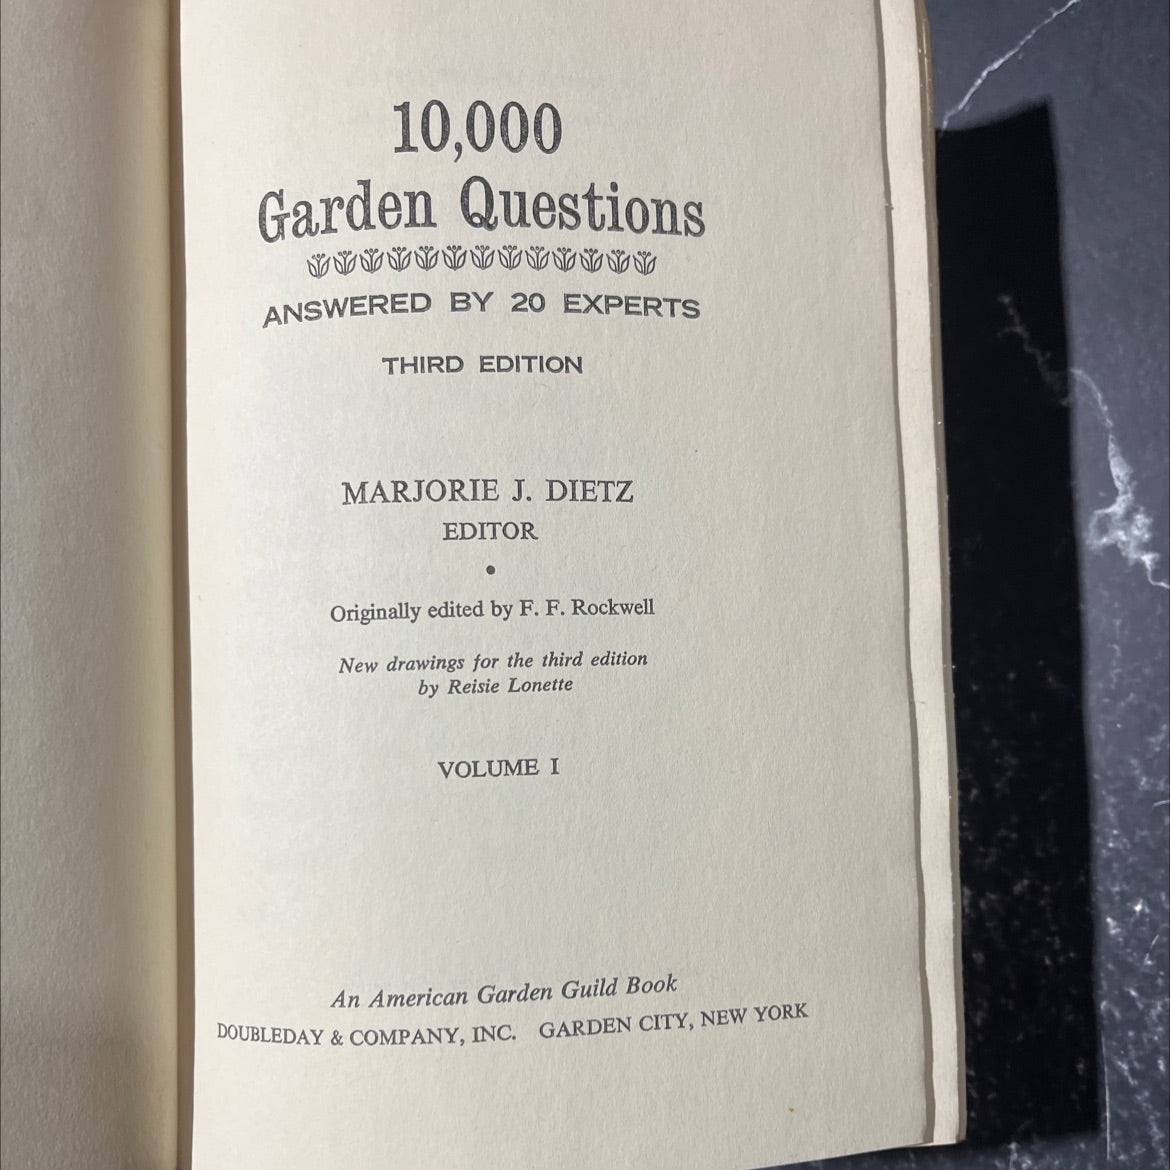 10,000
Garden Questions
ANSWERED BY 20 EXPERTS
THIRD EDITION
MARJORIE J. DIETZ
EDITOR
•
Originally edited by F. F. Rockwell
New drawings for the third edition
by Reisie Lonette
VOLUME I
An American Garden Guild Book
DOUBLEDAY & COMPANY, INC. GARDEN CITY, NEW YORK